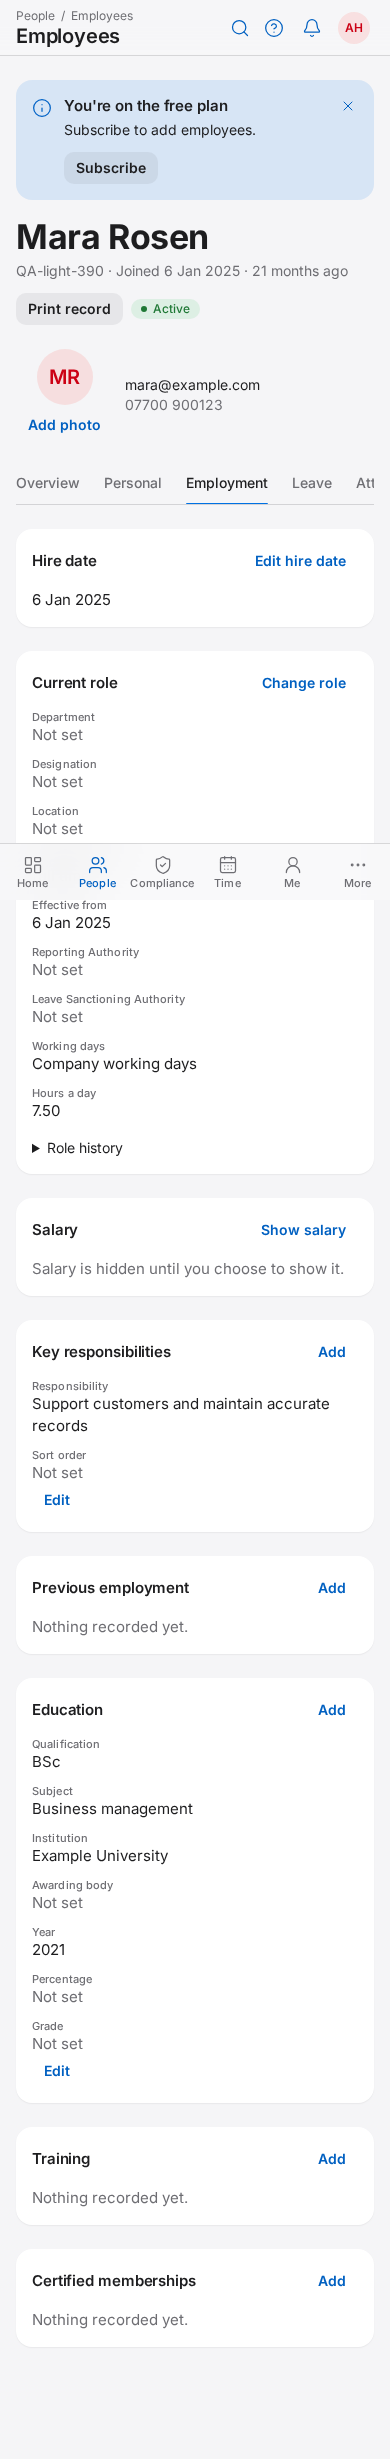 People / Employees
Employees
AH
You're on the free plan
Subscribe to add employees.
Subscribe
Mara Rosen
QA-light-390 · Joined 6 Jan 2025 · 21 months ago
Print record
Active
MR
Add photo
mara@example.com
07700 900123
Overview Personal Employment Leave Att
Hire date
Edit hire date
6 Jan 2025
Current role
Change role
Department
Not set
Designation
Not set
Location
Not set
Home People Compliance Time Me More
Effective from
6 Jan 2025
Reporting Authority
Not set
Leave Sanctioning Authority
Not set
Working days
Company working days
Hours a day
7.50
Role history
Salary
Show salary
Salary is hidden until you choose to show it.
Key responsibilities
Add
Responsibility
Support customers and maintain accurate
records
Sort order
Not set
Edit
Previous employment
Add
Nothing recorded yet.
Education
Add
Qualification
BSc
Subject
Business management
Institution
Example University
Awarding body
Not set
Year
2021
Percentage
Not set
Grade
Not set
Edit
Training
Add
Nothing recorded yet.
Certified memberships
Add
Nothing recorded yet.